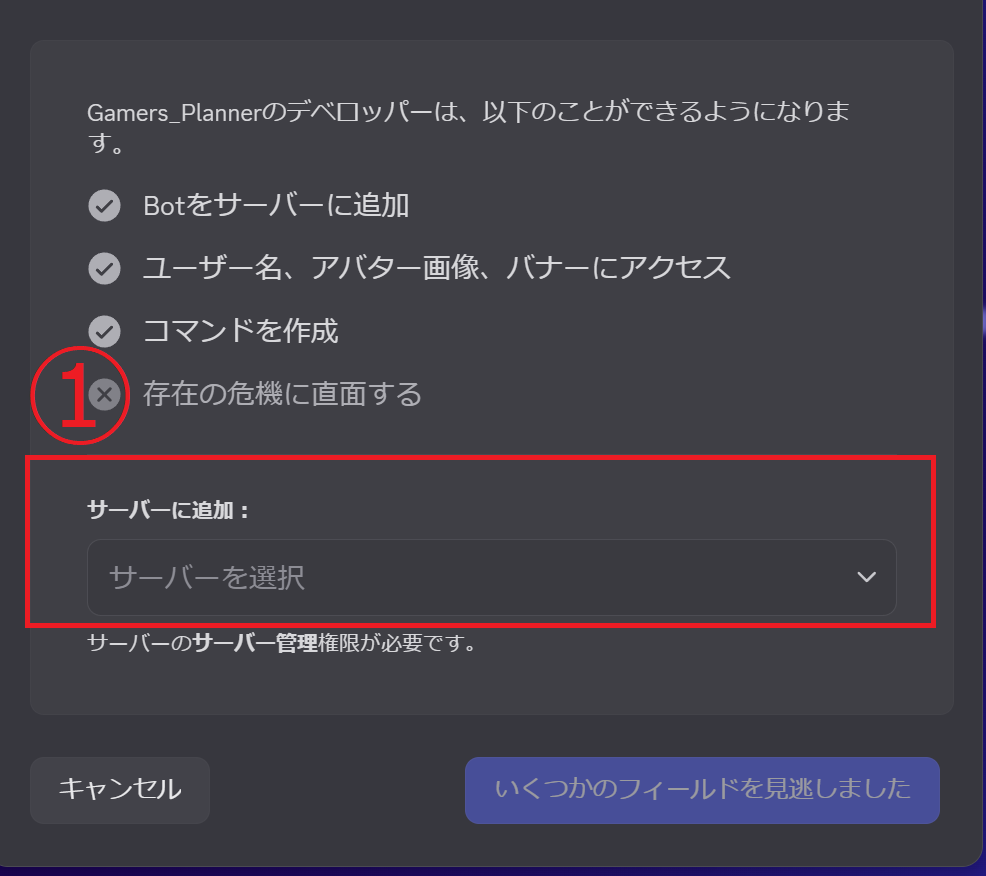 Gamers_Plannerのデベロッパーは、以下のことができるようになりま
す。
Botをサーバーに追加
ユーザー名、アバター画像、バナーにアクセス
コマンドを作成
1
存在の危機に直面する
サーバーに追加：
サーバーを選択
サーバーのサーバー管理権限が必要です。
キャンセル
いくつかのフィールドを見逃しました